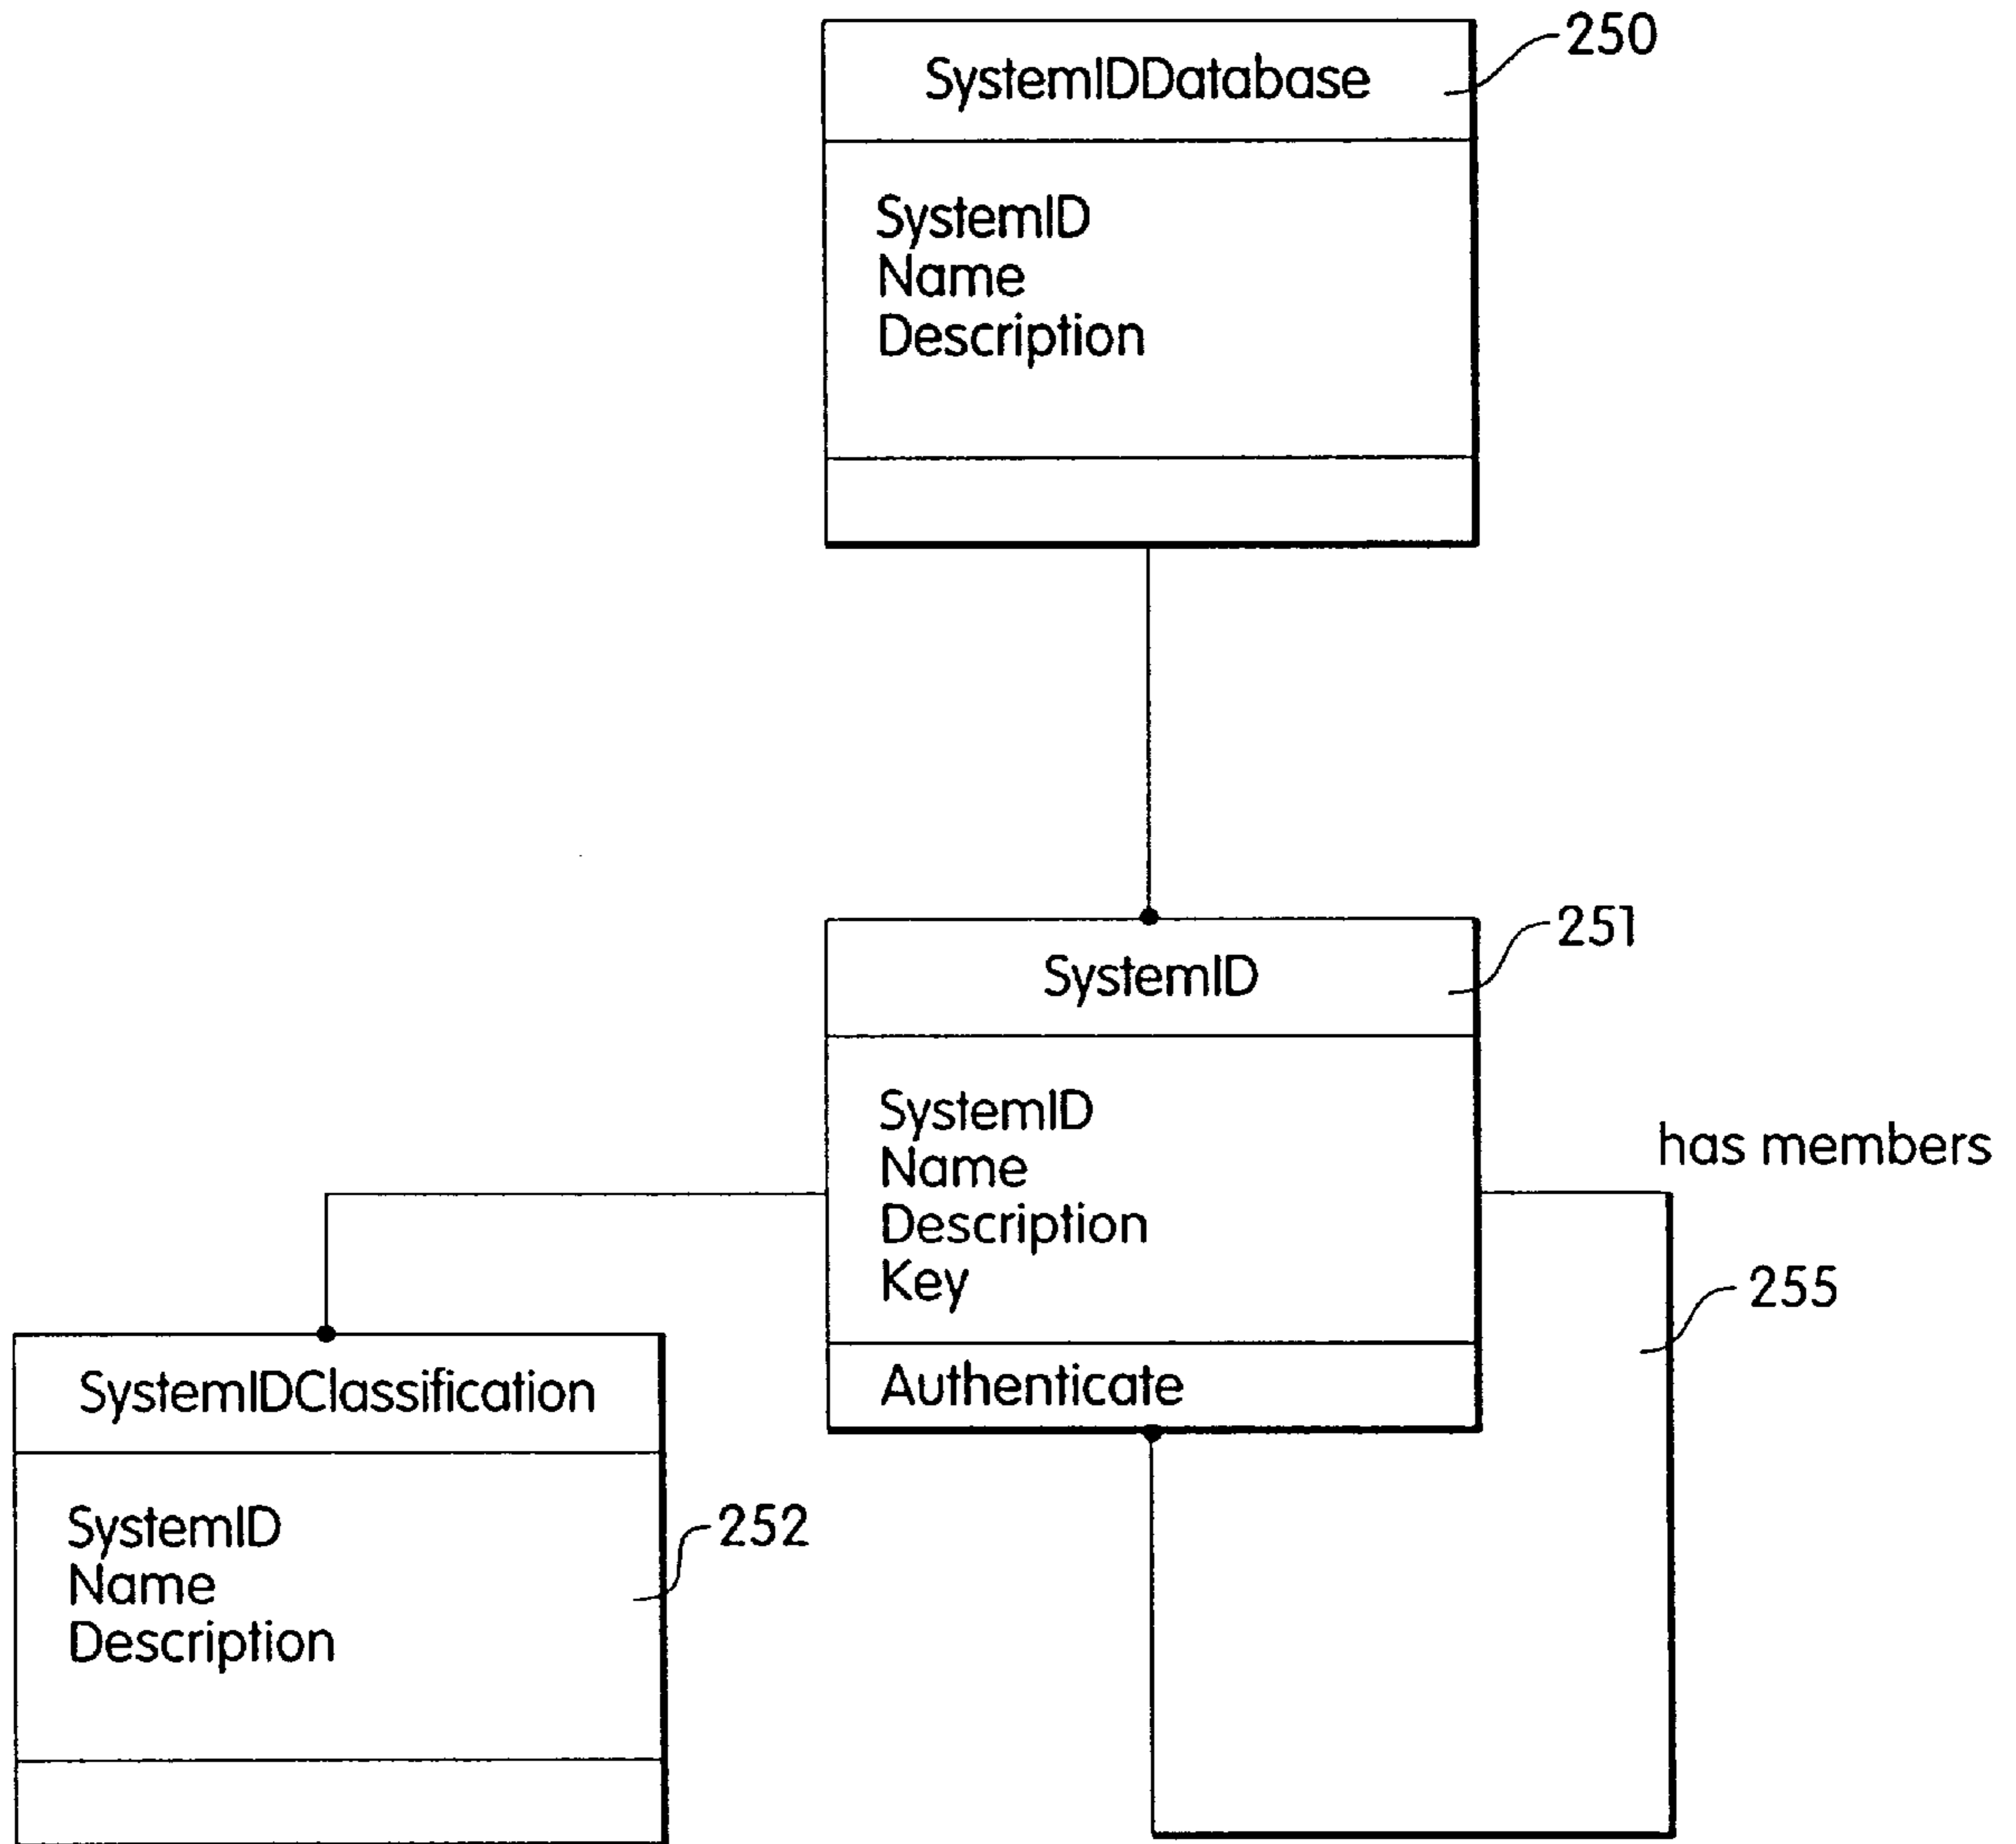 250
SystemIDDatabase
SystemID
Name
Description
251
SystemID
SystemID
Name
Description
Key
Authenticate
has members
255
SystemIDClassification
SystemID
Name
Description
252